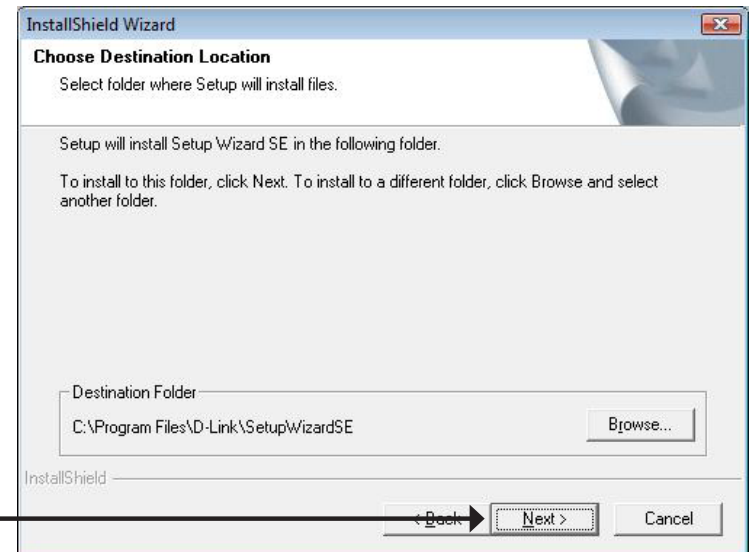 InstallShield Wizard
Choose Destination Location
Select folder where Setup will install files.
Setup will install Setup Wizard SE in the following folder.
To install to this folder, click Next. To install to a different folder, click Browse and select
another folder.
Destination Folder
C:\Program Files\D-Link\SetupWizardSE
Browse...
InstallShield
< Back
Next >
Cancel